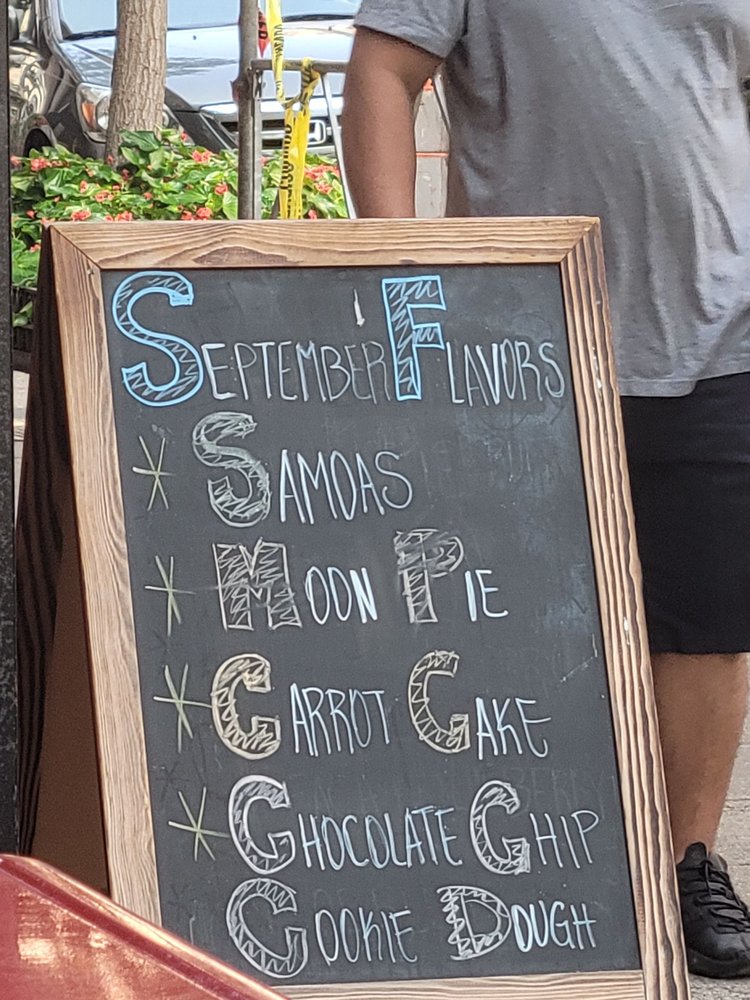 SEPTEMBER FLAVORS
* SAMOAS
* MOON PIE
* CARROT CAKE
* CHOCOLATE CHIP
COOKIE DOUGH